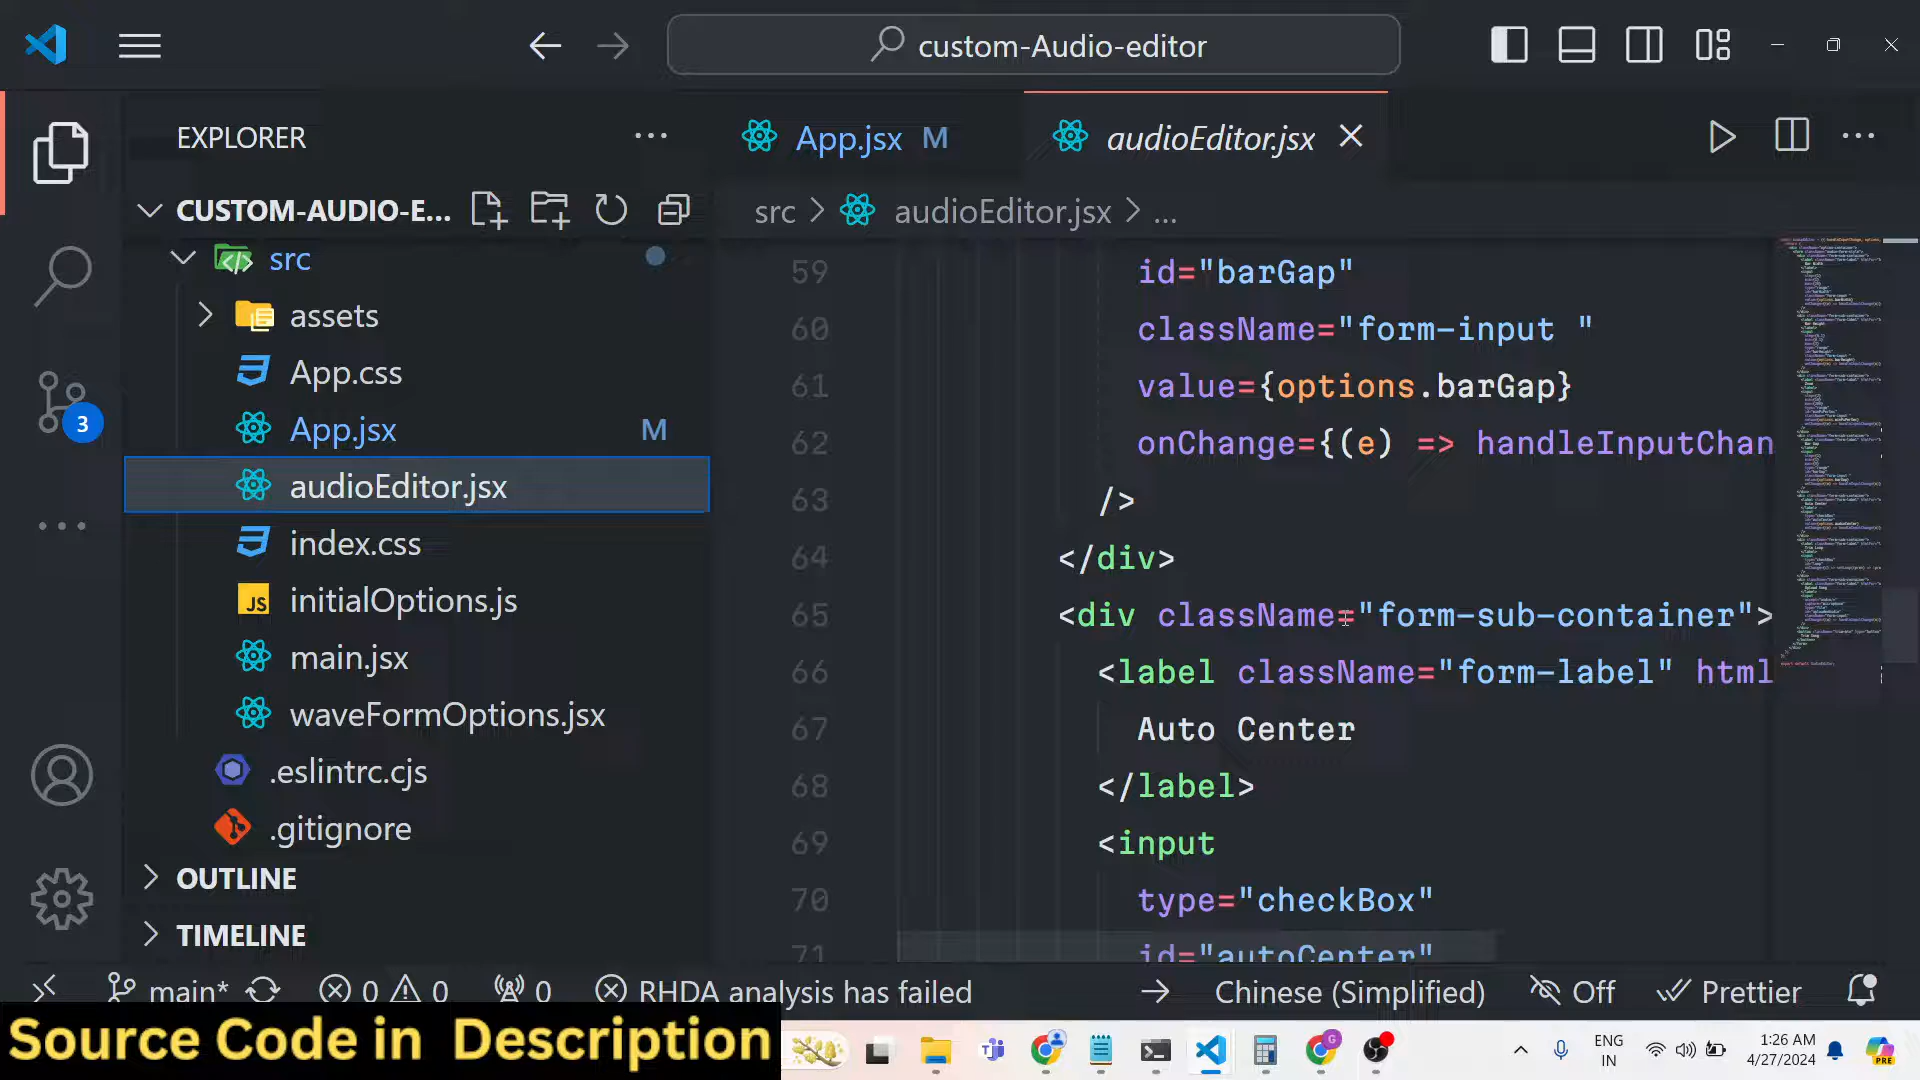 custom-Audio-editor
EXPLORER
App.jsx M
audioEditor.jsx
CUSTOM-AUDIO-E...
src > audioEditor.jsx > ...
src
assets
App.css
App.jsx M
audioEditor.jsx
index.css
initialOptions.js
main.jsx
waveFormOptions.jsx
.eslintrc.cjs
.gitignore
OUTLINE
TIMELINE
3
59 id="barGap"
60 className="form-input "
61 value={options.barGap}
62 onChange={(e) => handleInputChan
63 />
64 </div>
65 <div className="form-sub-container">
66 <label className="form-label" html
67 Auto Center
68 </label>
69 <input
70 type="checkBox"
71 id="autoCenter"
main* 0 0 0 RHDA analysis has failed Chinese (Simplified) Off Prettier
Source Code in Description
ENG
IN
1:26 AM
4/27/2024